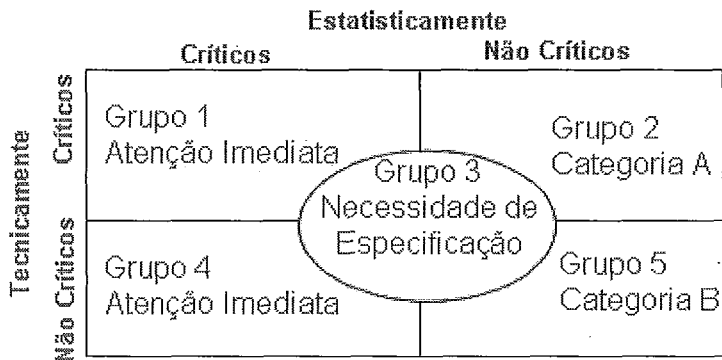 Estatisticamente
Críticos
Não Críticos
Tecnicamente
Críticos
Não Críticos
Grupo 1
Atenção Imediata
Grupo 2
Categoria A
Grupo 3
Necessidade de
Especificação
Grupo 4
Atenção Imediata
Grupo 5
Categoria B